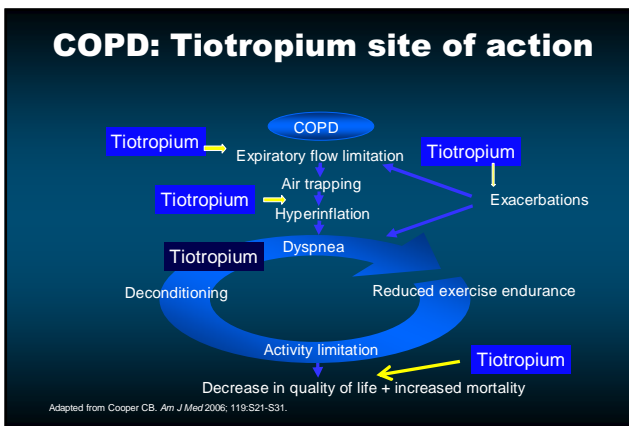 COPD: Tiotropium site of action
COPD
Tiotropium
Expiratory flow limitation
Tiotropium
Air trapping
Tiotropium
Exacerbations
Hyperinflation
Dyspnea
Tiotropium
Deconditioning
Reduced exercise endurance
Activity limitation
Tiotropium
Decrease in quality of life + increased mortality
Adapted from Cooper CB. Am J Med 2006; 119:S21-S31.